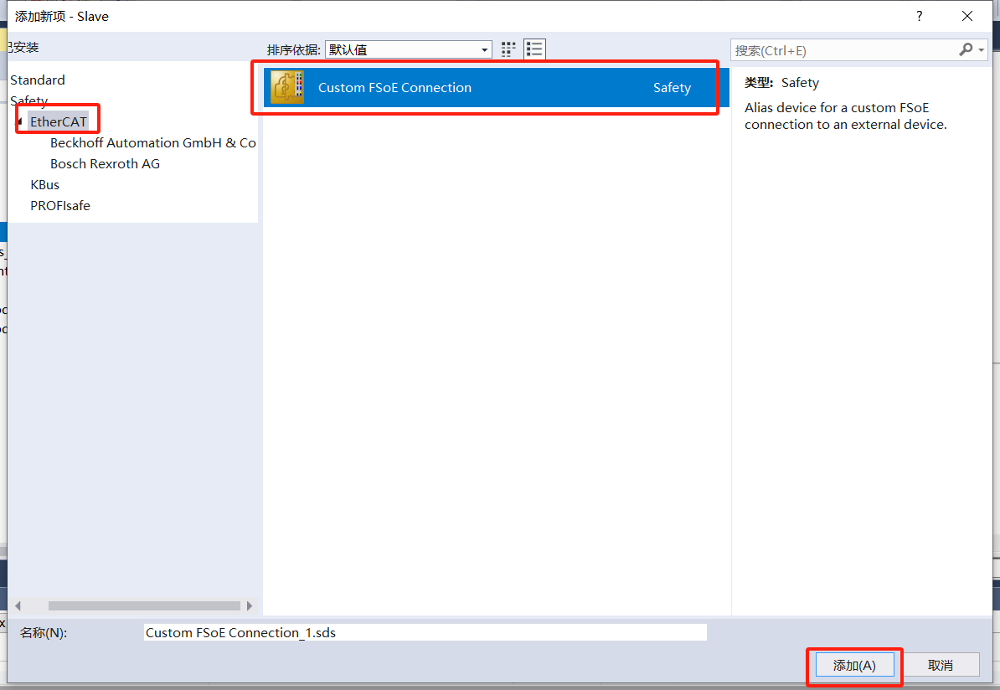 添加新项 - Slave
?
已安装
排序依据: 默认值
搜索(Ctrl+E)
Standard
Safety
EtherCAT
Beckhoff Automation GmbH & Co
Bosch Rexroth AG
KBus
PROFIsafe
Custom FSoE Connection Safety
类型: Safety
Alias device for a custom FSoE
connection to an external device.
名称(N): Custom FSoE Connection_1.sds
添加(A) 取消